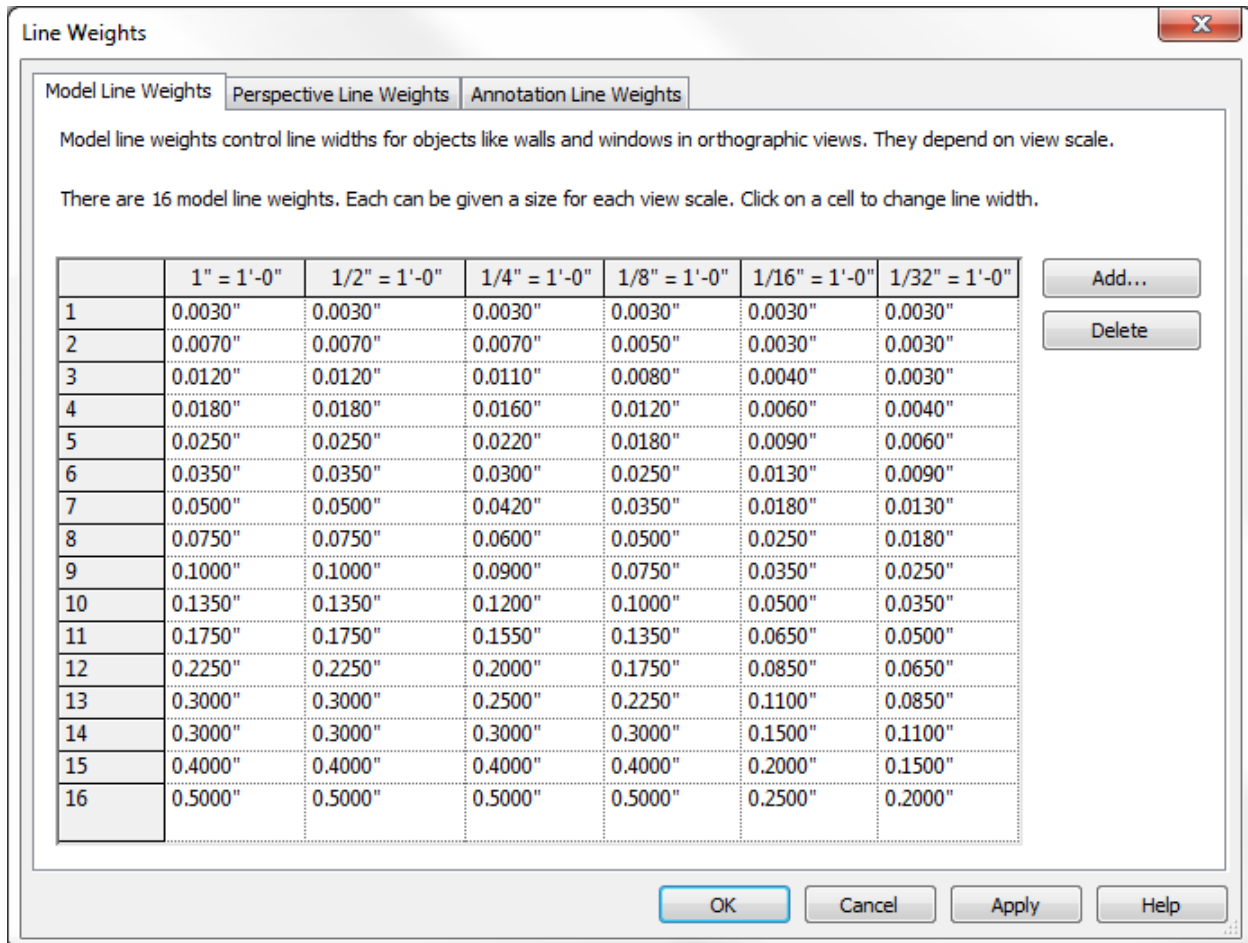 Line Weights
Model Line Weights Perspective Line Weights Annotation Line Weights
Model line weights control line widths for objects like walls and windows in orthographic views. They depend on view scale.
There are 16 model line weights. Each can be given a size for each view scale. Click on a cell to change line width.
1" = 1'-0" 1/2" = 1'-0" 1/4" = 1'-0" 1/8" = 1'-0" 1/16" = 1'-0" 1/32" = 1'-0" Add...
1 0.0030" 0.0030" 0.0030" 0.0030" 0.0030" 0.0030"
Delete
2 0.0070" 0.0070" 0.0070" 0.0050" 0.0030" 0.0030"
3 0.0120" 0.0120" 0.0110" 0.0080" 0.0040" 0.0030"
4 0.0180" 0.0180" 0.0160" 0.0120" 0.0060" 0.0040"
5 0.0250" 0.0250" 0.0220" 0.0180" 0.0090" 0.0060"
6 0.0350" 0.0350" 0.0300" 0.0250" 0.0130" 0.0090"
7 0.0500" 0.0500" 0.0420" 0.0350" 0.0180" 0.0130"
8 0.0750" 0.0750" 0.0600" 0.0500" 0.0250" 0.0180"
9 0.1000" 0.1000" 0.0900" 0.0750" 0.0350" 0.0250"
10 0.1350" 0.1350" 0.1200" 0.1000" 0.0500" 0.0350"
11 0.1750" 0.1750" 0.1550" 0.1350" 0.0650" 0.0500"
12 0.2250" 0.2250" 0.2000" 0.1750" 0.0850" 0.0650"
13 0.3000" 0.3000" 0.2500" 0.2250" 0.1100" 0.0850"
14 0.3000" 0.3000" 0.3000" 0.3000" 0.1500" 0.1100"
15 0.4000" 0.4000" 0.4000" 0.4000" 0.2000" 0.1500"
16 0.5000" 0.5000" 0.5000" 0.5000" 0.2500" 0.2000"
OK Cancel Apply Help